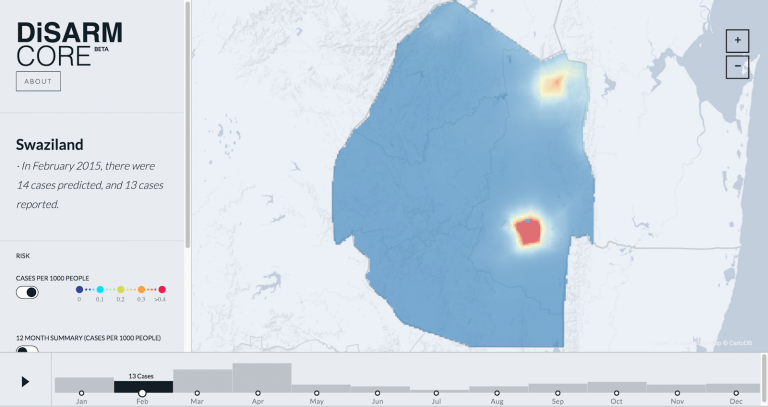 DiSARM
CORE BETA
ABOUT
Swaziland
· In February 2015, there were
14 cases predicted, and 13 cases
reported.
RISK
CASES PER 1000 PEOPLE
0 0.1 0.2 0.3 >0.4
12 MONTH SUMMARY (CASES PER 1000 PEOPLE)
+
−
© CartoDB
13 Cases
Jan Feb Mar Apr May Jun Jul Aug Sep Oct Nov Dec